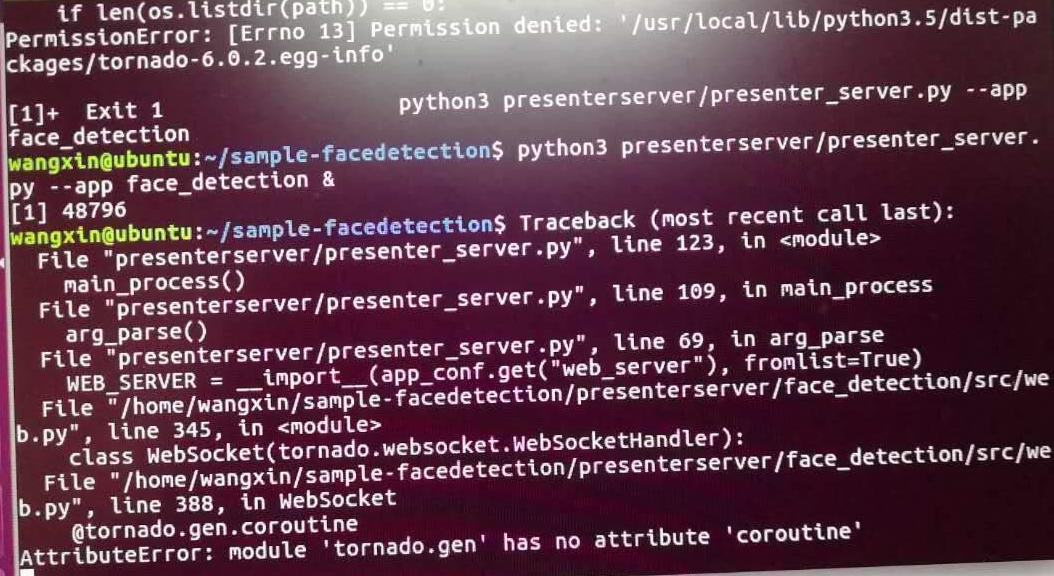 if len(os.listdir(path)) == 0:
PermissionError: [Errno 13] Permission denied: '/usr/local/lib/python3.5/dist-pa
ckages/tornado-6.0.2.egg-info'
[1]+  Exit 1                  python3 presenterserver/presenter_server.py --app
face_detection
wangxin@ubuntu:~/sample-facedetection$ python3 presenterserver/presenter_server.
py --app face_detection &
[1] 48796
wangxin@ubuntu:~/sample-facedetection$ Traceback (most recent call last):
File "presenterserver/presenter_server.py", line 123, in <module>
main_process()
File "presenterserver/presenter_server.py", line 109, in main_process
arg_parse()
File "presenterserver/presenter_server.py", line 69, in arg_parse
WEB_SERVER = __import__(app_conf.get("web_server"), fromlist=True)
File "/home/wangxin/sample-facedetection/presenterserver/face_detection/src/we
b.py", line 345, in <module>
class WebSocket(tornado.websocket.WebSocketHandler):
File "/home/wangxin/sample-facedetection/presenterserver/face_detection/src/we
b.py", line 388, in WebSocket
@tornado.gen.coroutine
AttributeError: module 'tornado.gen' has no attribute 'coroutine'